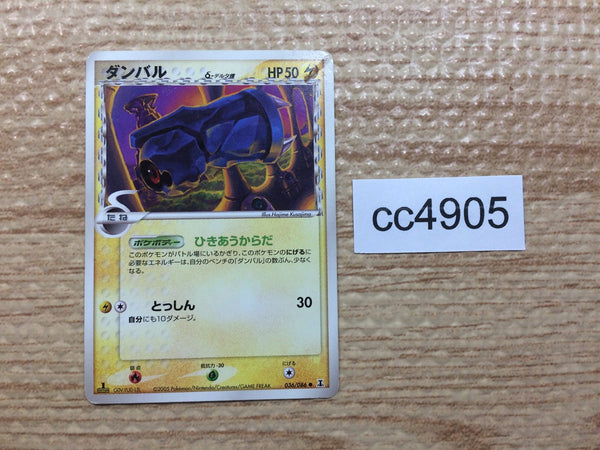 ダンバル δ-デルタ種 HP50
Illus.Hajime Kusajima
たね
ポケボディー ひきあうからだ
このポケモンがバトル場にいるかぎり、このポケモンのにげるに
必要なエネルギーは、自分のベンチの「ダンバル」の数ぶん、少なく
なる。
とっしん 30
自分にも10ダメージ。
弱点 抵抗力 -30 にげる
©2005 Pokémon/Nintendo/Creatures/GAME FREAK.
036/086
cc4905